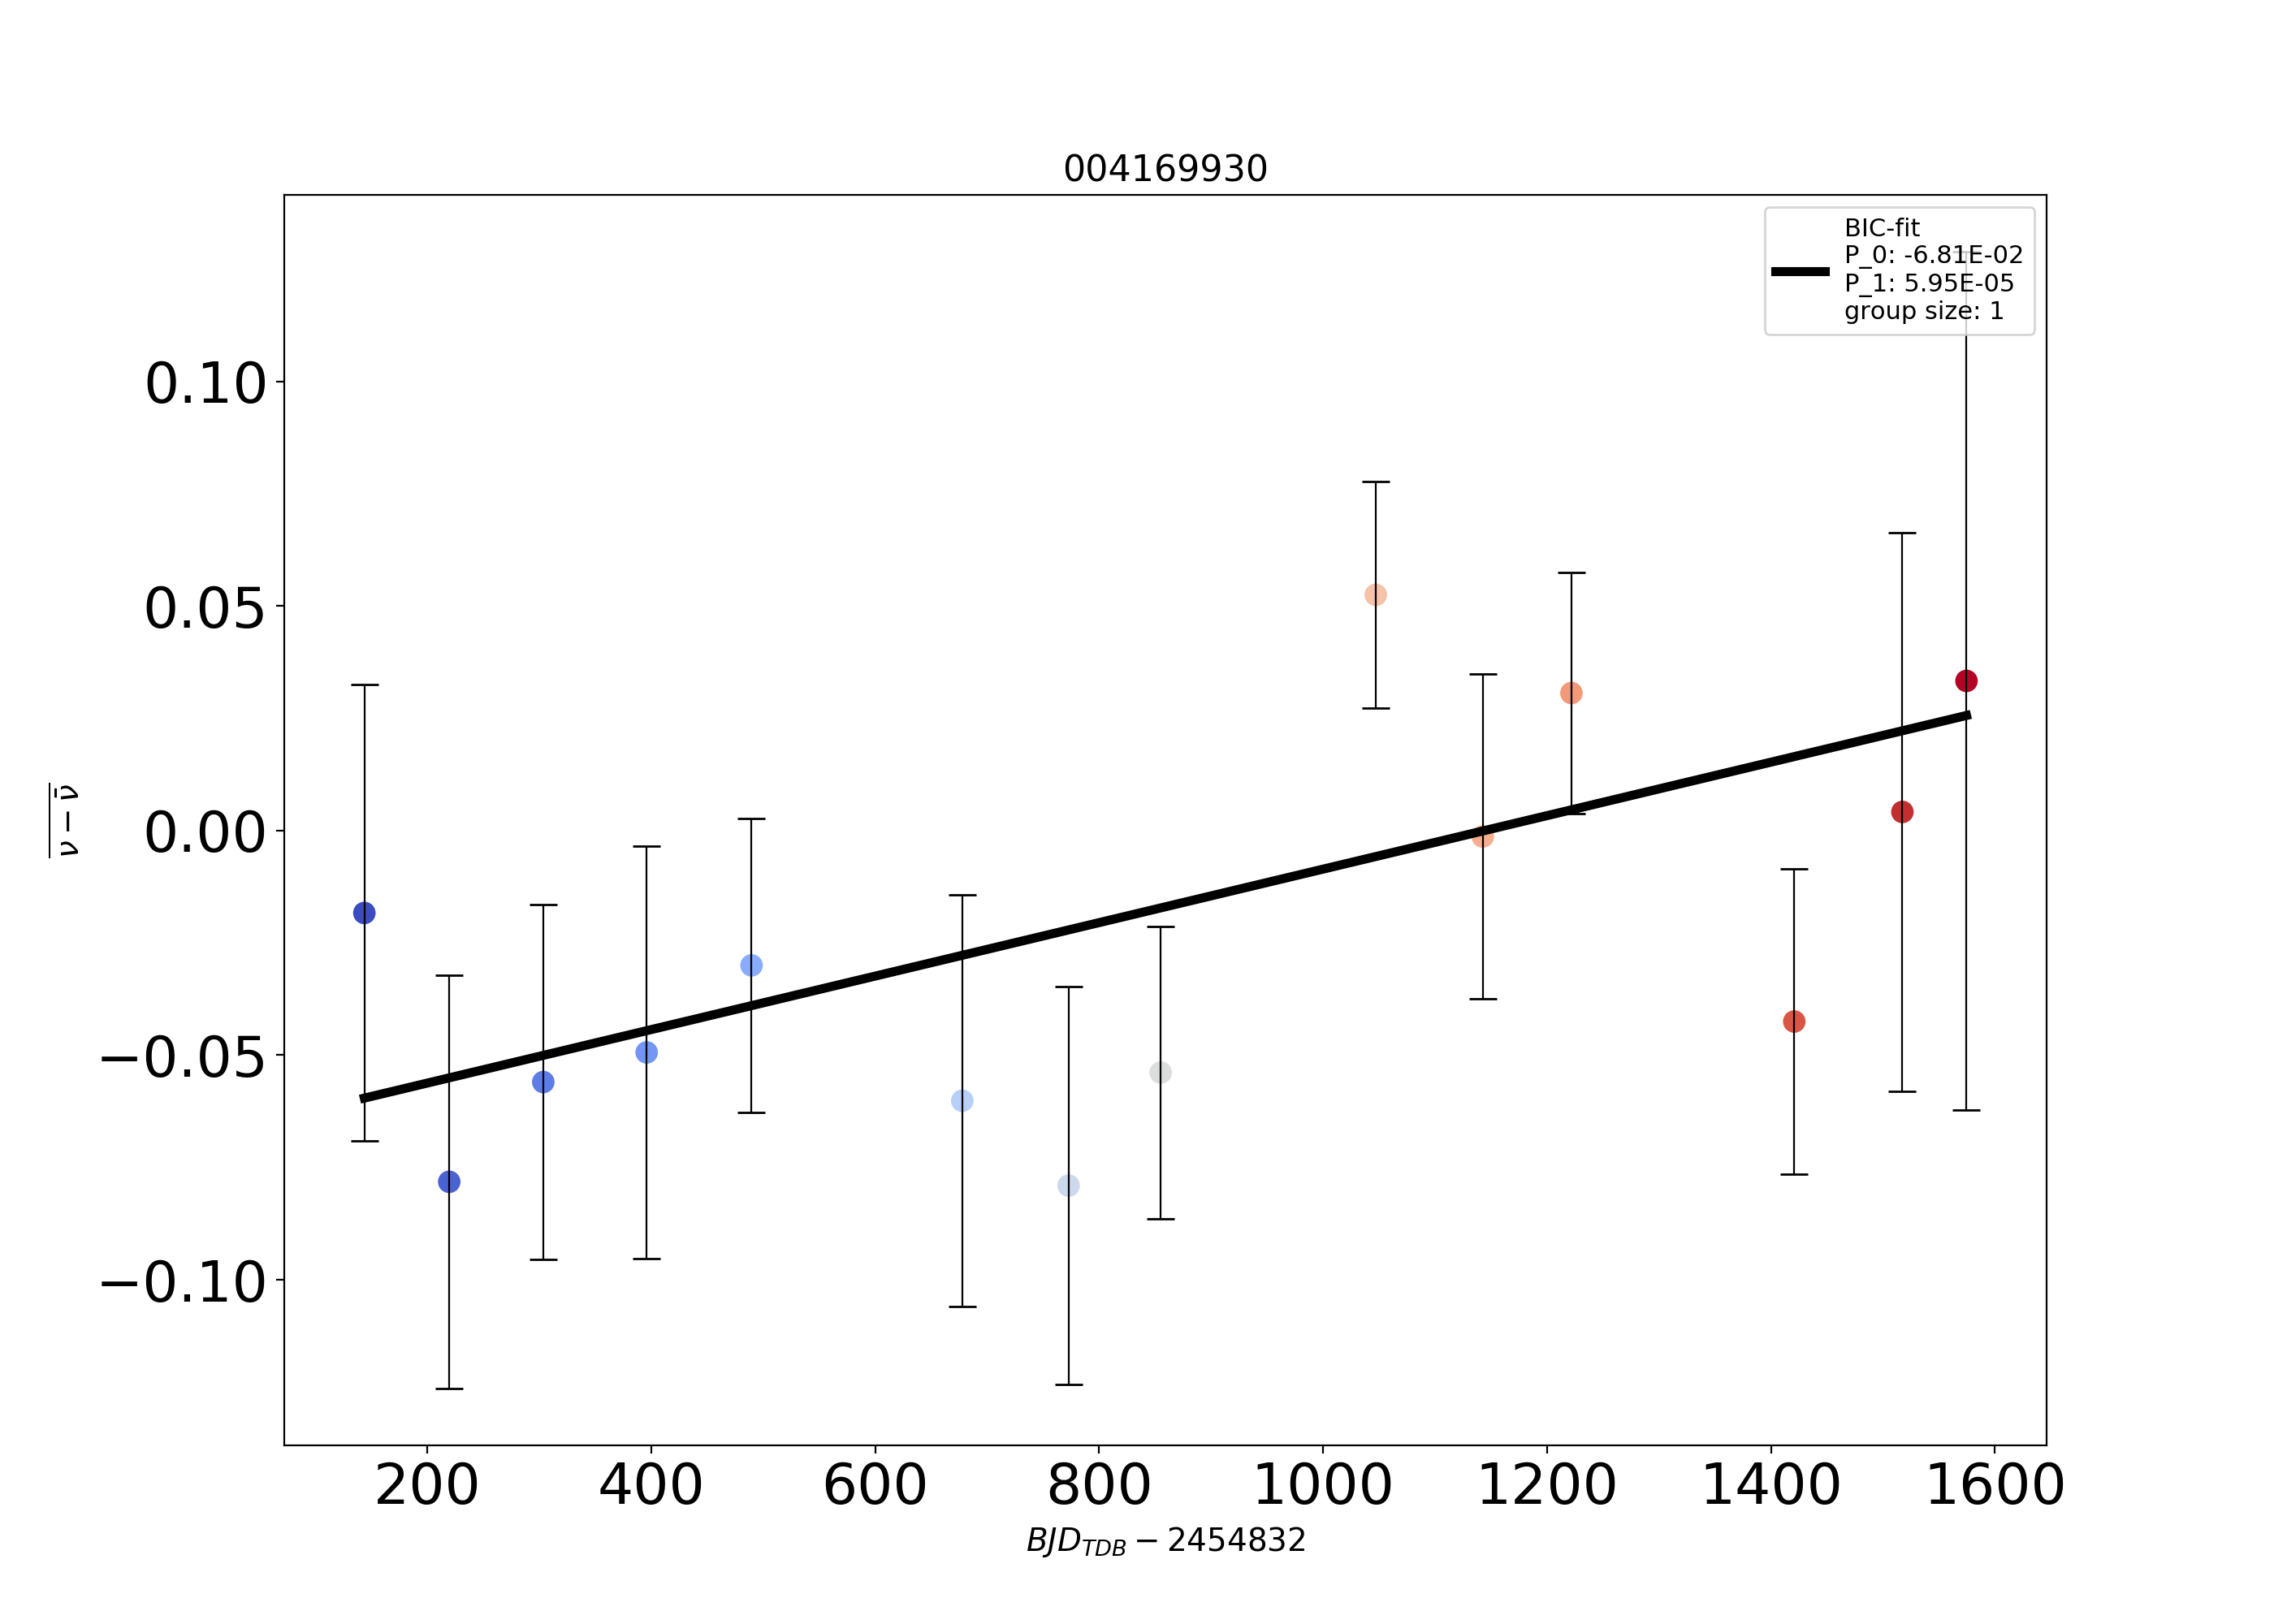 004169930
BIC-fit
P_0: -6.81E-02
P_1: 5.95E-05
group size: 1
0.10
0.05
0.00
−0.05
−0.10
ν − ν̄
200 400 600 800 1000 1200 1400 1600
BJD_TDB − 2454832